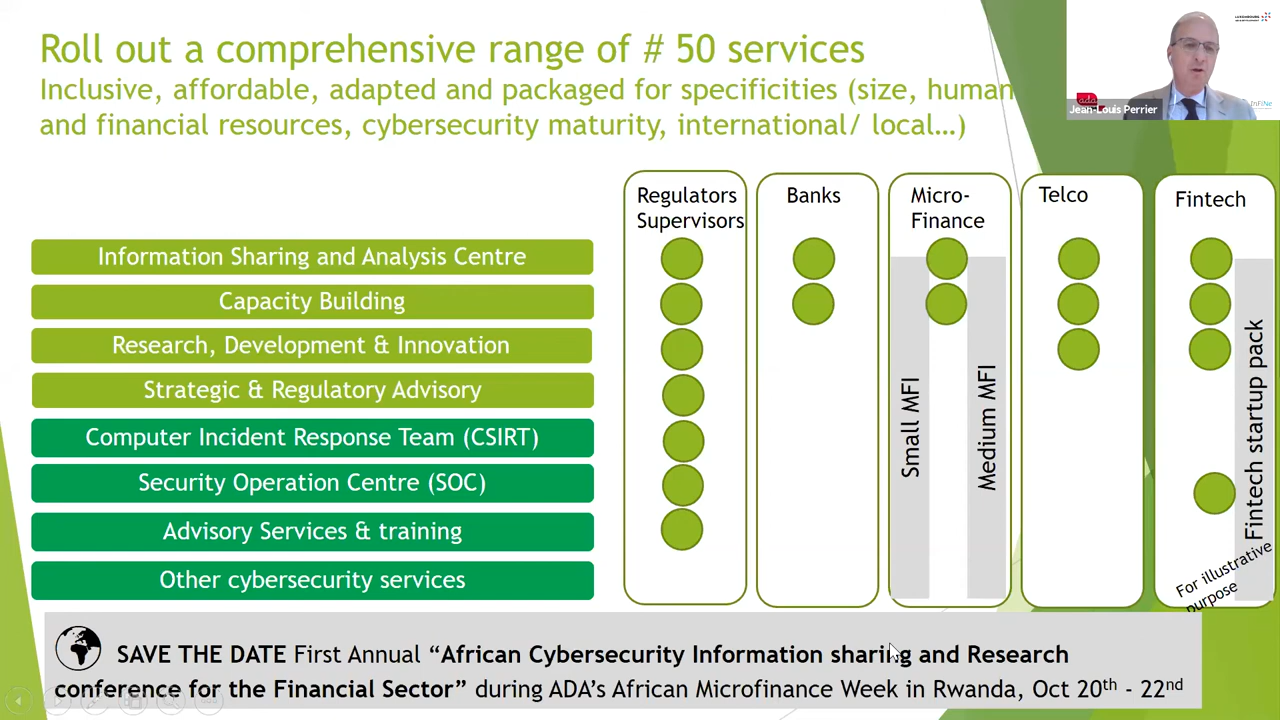 Roll out a comprehensive range of # 50 services
Inclusive, affordable, adapted and packaged for specificities (size, human
and financial resources, cybersecurity maturity, international/ local…)
LUXEMBOURG
ada
Jean-Louis Perrier
InFiNe
Regulators
Supervisors
Banks
Micro-
Finance
Telco
Fintech
Information Sharing and Analysis Centre
Capacity Building
Research, Development & Innovation
Strategic & Regulatory Advisory
Computer Incident Response Team (CSIRT)
Security Operation Centre (SOC)
Advisory Services & training
Other cybersecurity services
Small MFI
Medium MFI
Fintech startup pack
For illustrative
purpose
SAVE THE DATE First Annual “African Cybersecurity Information sharing and Research
conference for the Financial Sector” during ADA’s African Microfinance Week in Rwanda, Oct 20th - 22nd